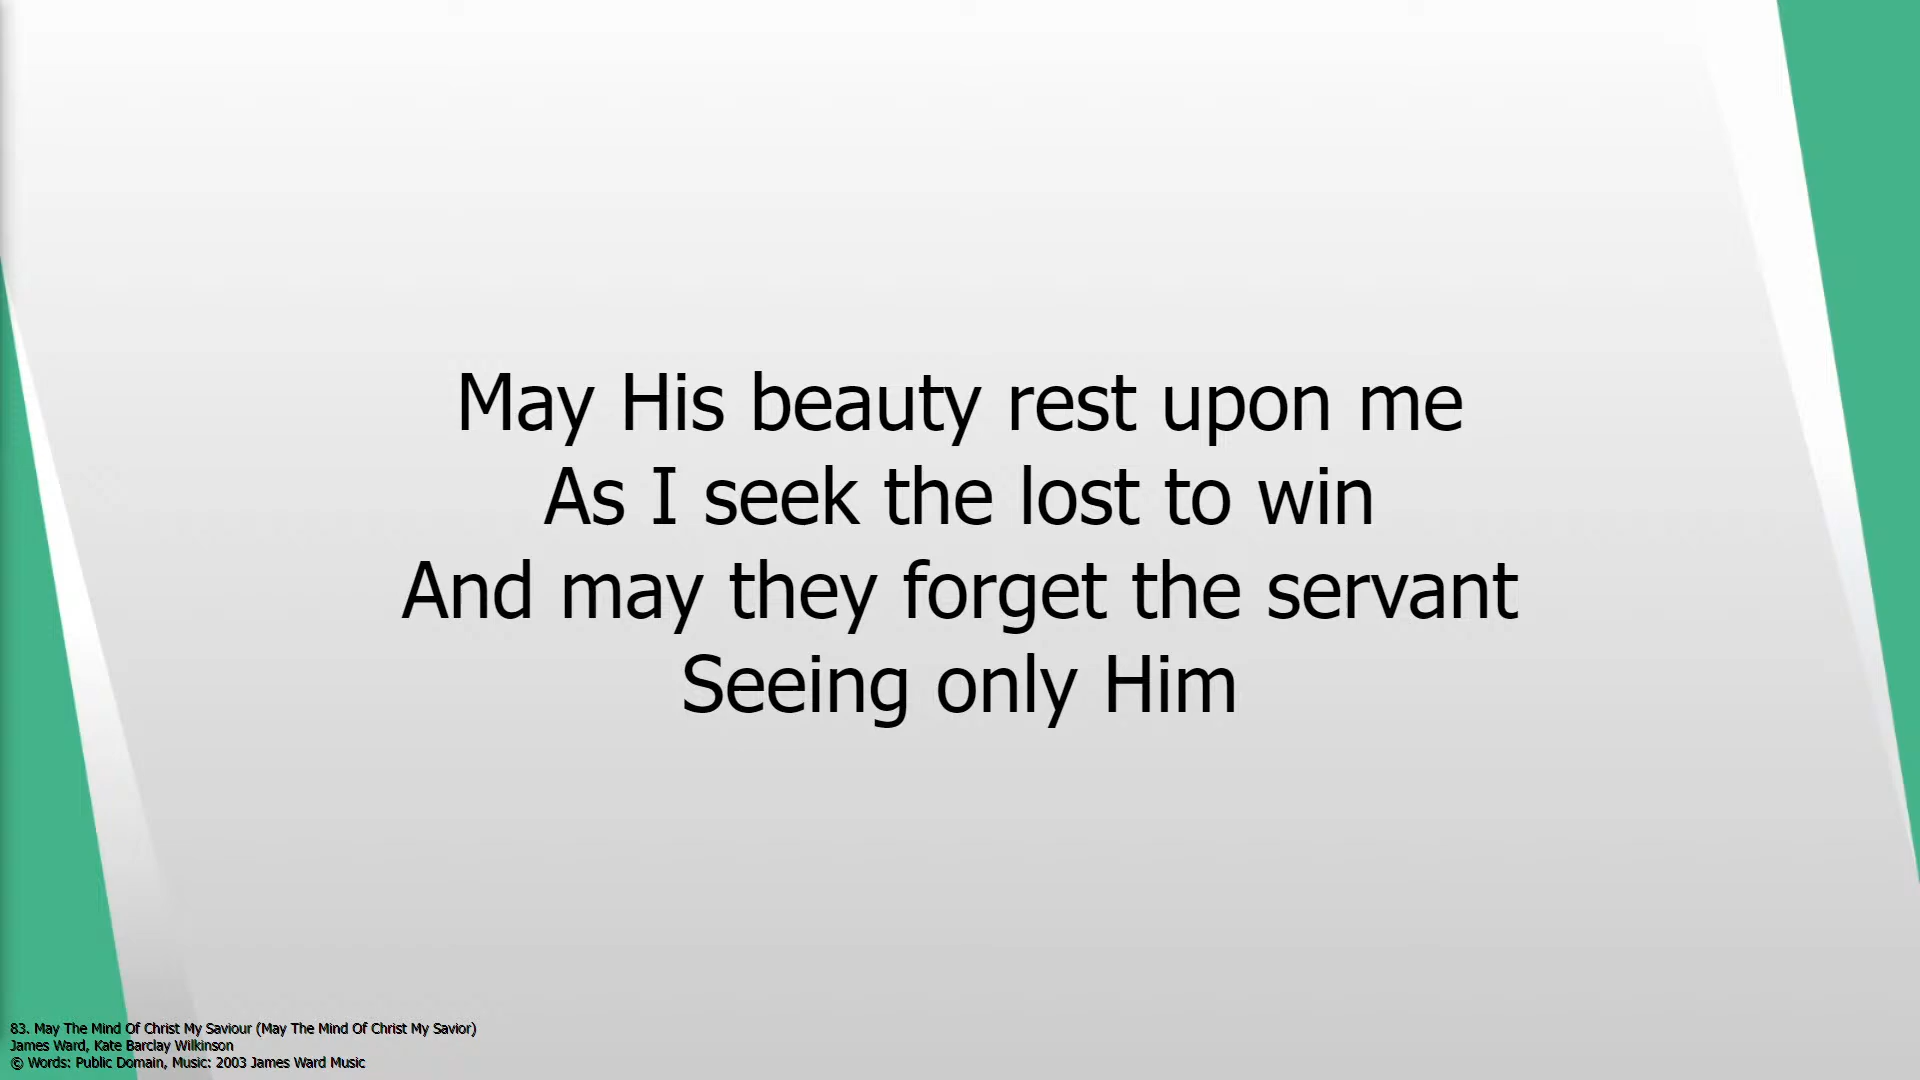 May His beauty rest upon me
As I seek the lost to win
And may they forget the servant
Seeing only Him
83. May The Mind Of Christ My Saviour (May The Mind Of Christ My Savior)
James Ward, Kate Barclay Wilkinson
© Words: Public Domain, Music: 2003 James Ward Music